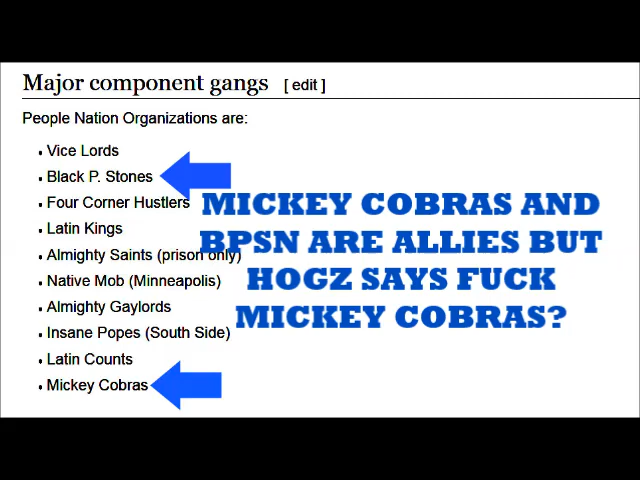 Major component gangs [ edit ]
People Nation Organizations are:
Vice Lords
Black P. Stones
Four Corner Hustlers
Latin Kings
Almighty Saints (prison only)
Native Mob (Minneapolis)
Almighty Gaylords
Insane Popes (South Side)
Latin Counts
Mickey Cobras
MICKEY COBRAS AND
BPSN ARE ALLIES BUT
HOGZ SAYS FUCK
MICKEY COBRAS?